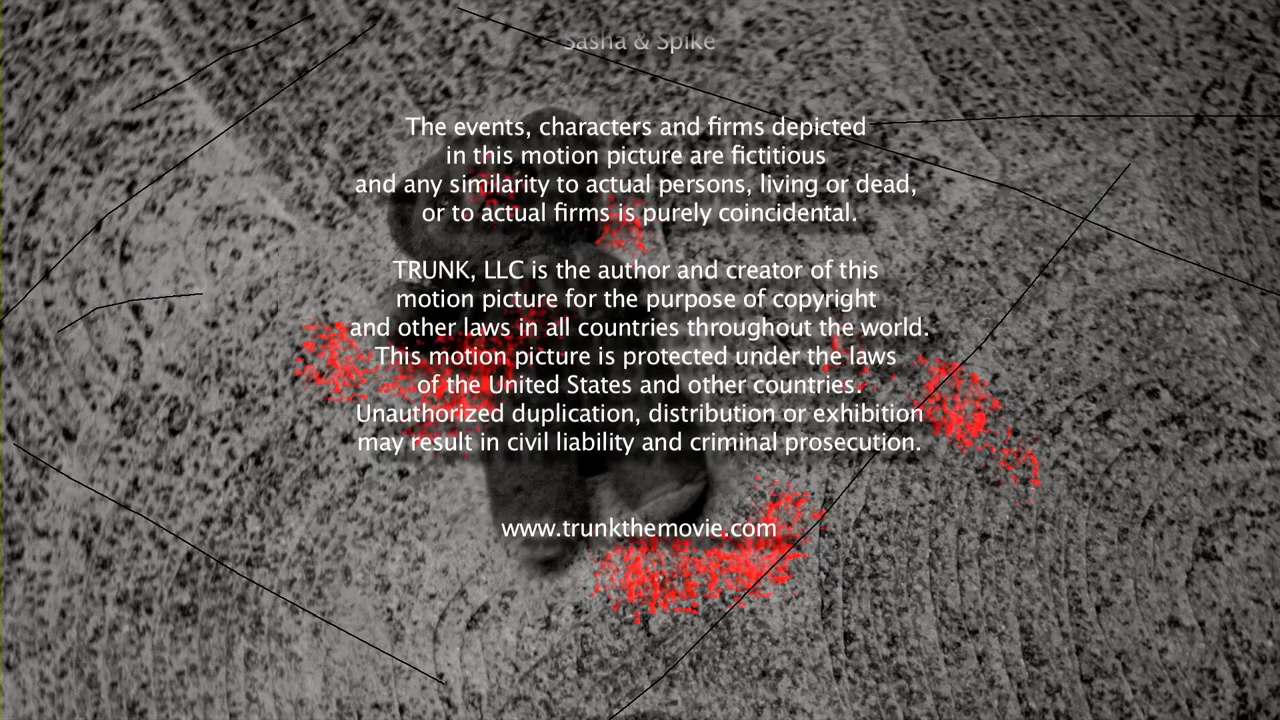 Sasha & Spike
The events, characters and firms depicted
in this motion picture are fictitious
and any similarity to actual persons, living or dead,
or to actual firms is purely coincidental.
TRUNK, LLC is the author and creator of this
motion picture for the purpose of copyright
and other laws in all countries throughout the world.
This motion picture is protected under the laws
of the United States and other countries.
Unauthorized duplication, distribution or exhibition
may result in civil liability and criminal prosecution.
www.trunkthemovie.com